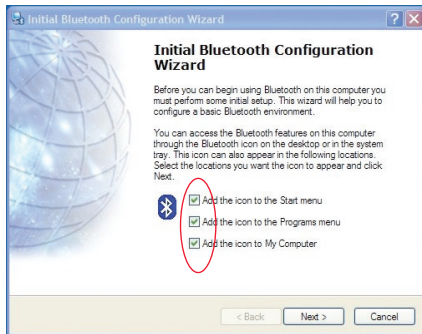 Initial Bluetooth Configuration Wizard
Initial Bluetooth Configuration
Wizard
Before you can begin using Bluetooth on this computer you
must perform some initial setup. This wizard will help you to
configure a basic Bluetooth environment.
You can access the Bluetooth features on this computer
through the Bluetooth icon on the desktop or in the system
tray. This icon can also appear in the following locations.
Select the locations you want the icon to appear and click
Next.
Add the icon to the Start menu
Add the icon to the Programs menu
Add the icon to My Computer
< Back Next > Cancel